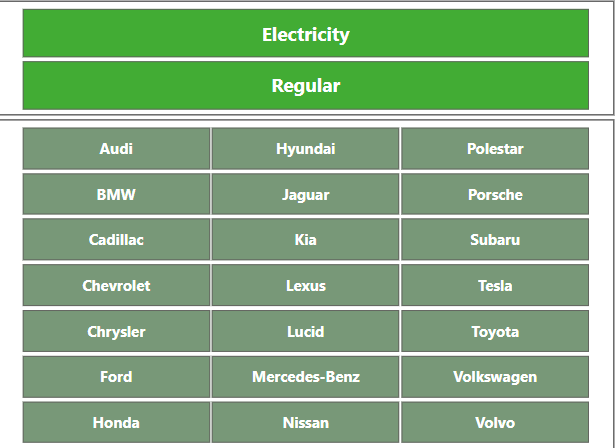 Electricity
Regular
Audi Hyundai Polestar
BMW Jaguar Porsche
Cadillac Kia Subaru
Chevrolet Lexus Tesla
Chrysler Lucid Toyota
Ford Mercedes-Benz Volkswagen
Honda Nissan Volvo